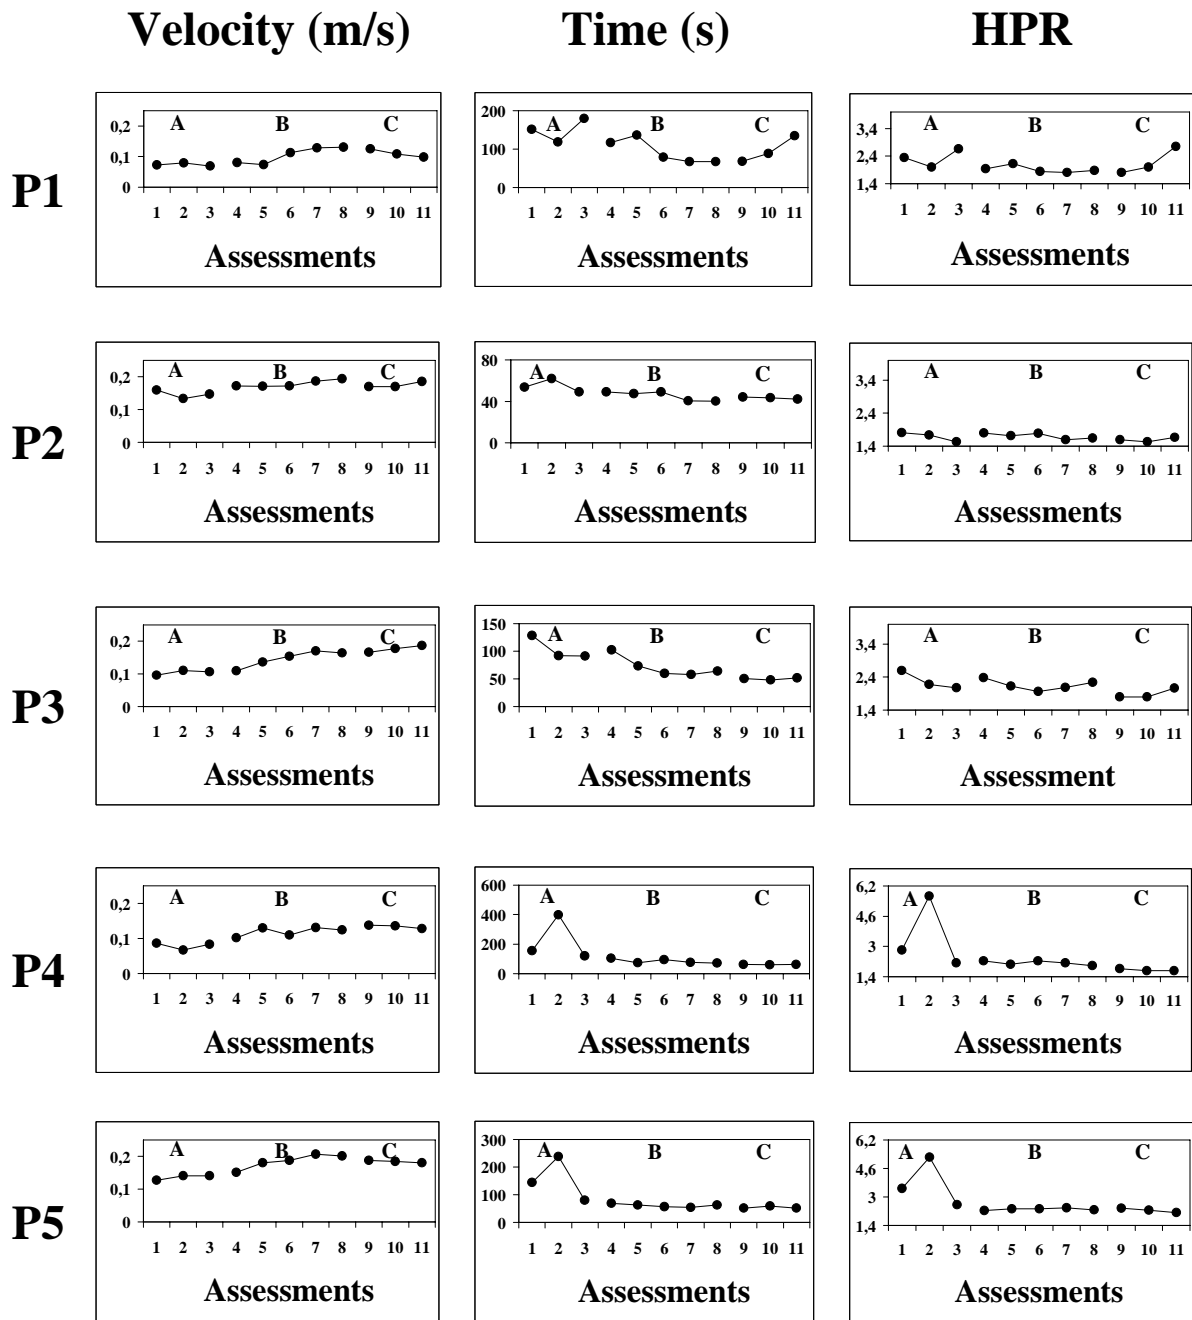 Velocity (m/s) Time (s) HPR
P1
A B C
0,2
0,1
0
1 2 3 4 5 6 7 8 9 10 11
Assessments
A B C
200
100
0
1 2 3 4 5 6 7 8 9 10 11
Assessments
A B C
3,4
2,4
1,4
1 2 3 4 5 6 7 8 9 10 11
Assessments
P2
A B C
0,2
0,1
0
1 2 3 4 5 6 7 8 9 10 11
Assessments
A B C
80
40
0
1 2 3 4 5 6 7 8 9 10 11
Assessments
A B C
3,4
2,4
1,4
1 2 3 4 5 6 7 8 9 10 11
Assessments
P3
A B C
0,2
0,1
0
1 2 3 4 5 6 7 8 9 10 11
Assessments
A B C
150
100
50
0
1 2 3 4 5 6 7 8 9 10 11
Assessments
A B C
3,4
2,4
1,4
1 2 3 4 5 6 7 8 9 10 11
Assessment
P4
A B C
0,2
0,1
0
1 2 3 4 5 6 7 8 9 10 11
Assessments
A B C
600
400
200
0
1 2 3 4 5 6 7 8 9 10 11
Assessments
A B C
6,2
4,6
3
1,4
1 2 3 4 5 6 7 8 9 10 11
Assessments
P5
A B C
0,2
0,1
0
1 2 3 4 5 6 7 8 9 10 11
Assessments
A B C
300
200
100
0
1 2 3 4 5 6 7 8 9 10 11
Assessments
A B C
6,2
4,6
3
1,4
1 2 3 4 5 6 7 8 9 10 11
Assessments